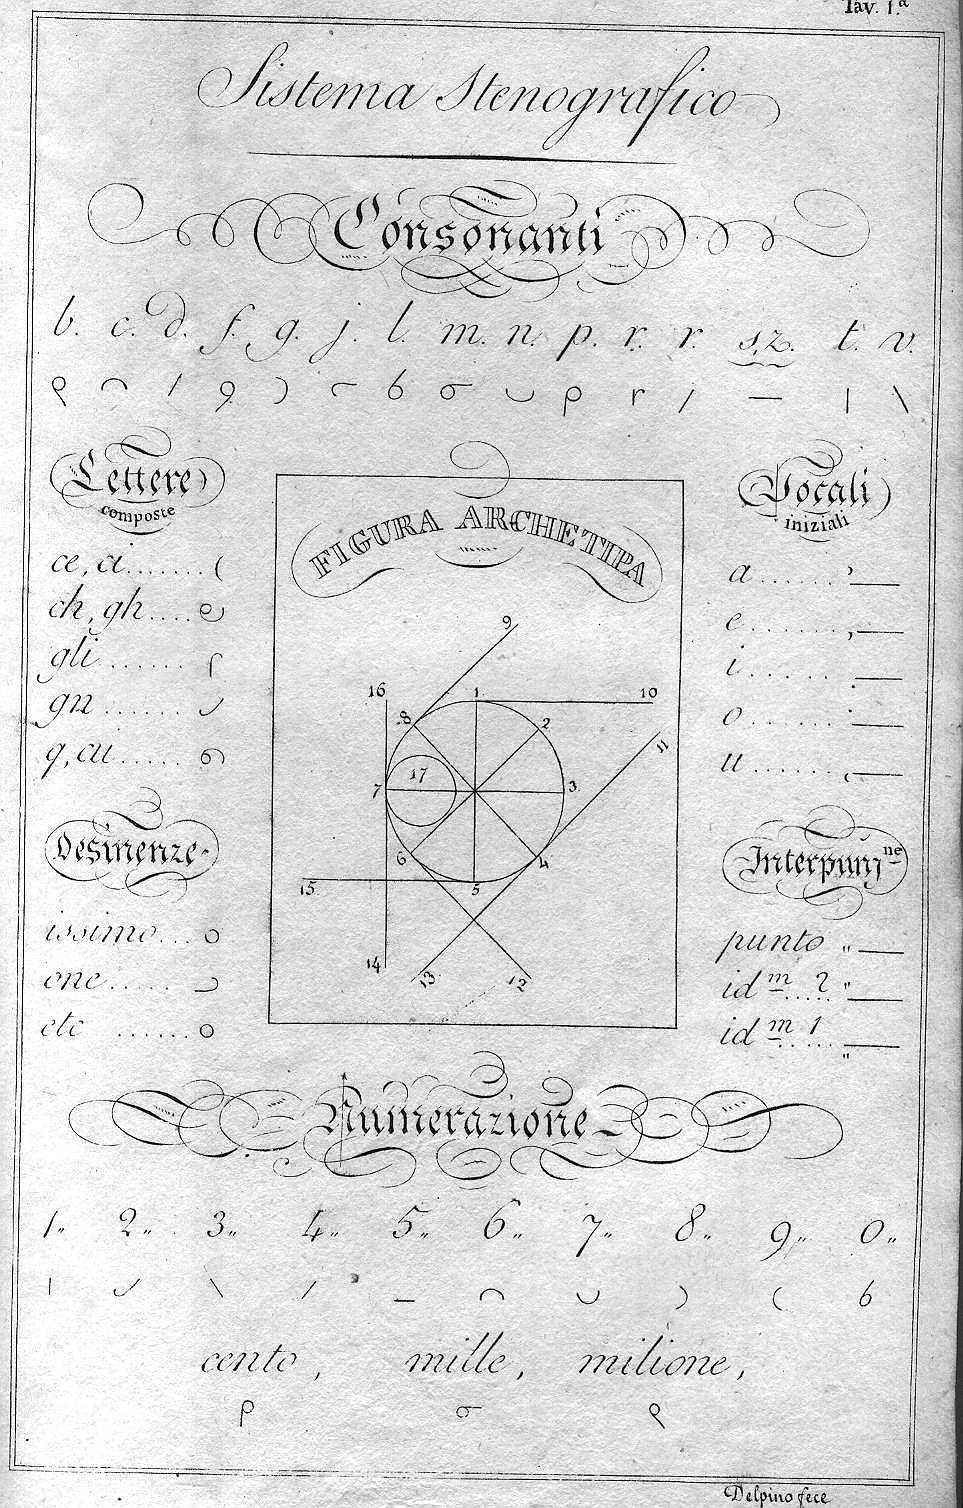 Tav. 1.ª
Sistema Stenografico
Consonanti
b. c. d. f. g. j. l. m. n. p. r. r. s,z. t. v.
Lettere
composte
ce, ci.......
ch, gh....
gli.......
gn......
q, cu......
Desinenze
issimo...
one......
etc ......
FIGURA ARCHETIPA
9
16 1 10
8 2
11
17
7 3
6 4
5
15
14 13 12
Vocali
iniziali
a......
e.......
i.......
o.......
u.......
Interpunz.ne
punto „
id.m 2 „
id.m 1 „
Numerazione
1„ 2„ 3„ 4„ 5„ 6„ 7„ 8„ 9„ 0„
cento, mille, milione,
Delpino fece